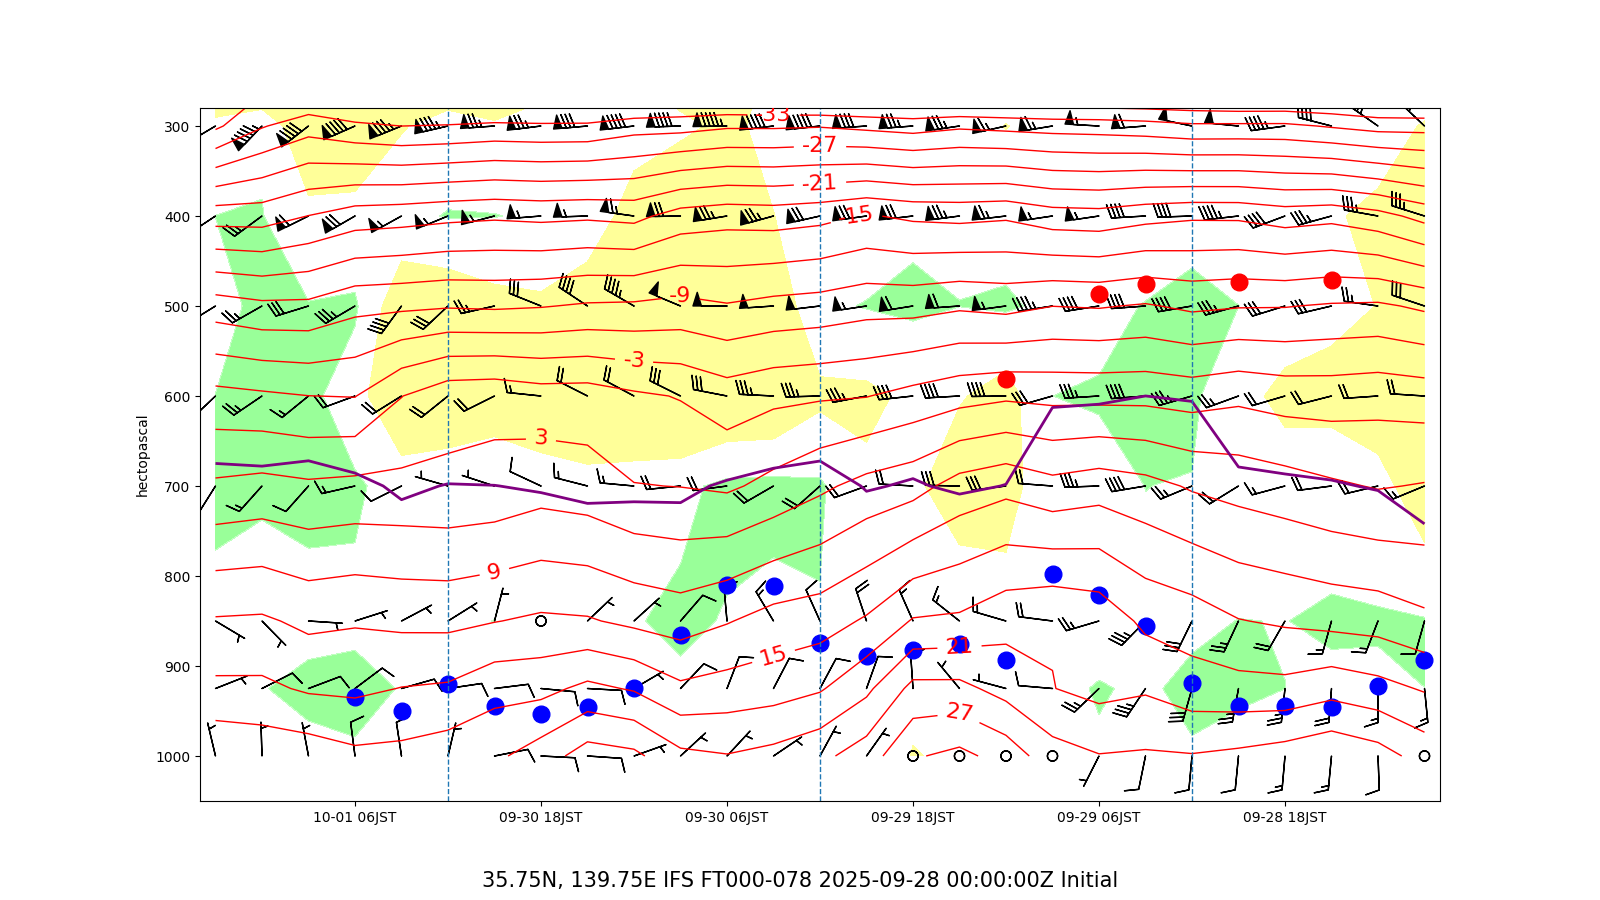 300
400
500
600
700
800
900
1000
hectopascal
-33
-27
-21
-15
-9
-3
3
9
15
21
27
10-01 06JST
09-30 18JST
09-30 06JST
09-29 18JST
09-29 06JST
09-28 18JST
35.75N, 139.75E IFS FT000-078 2025-09-28 00:00:00Z Initial